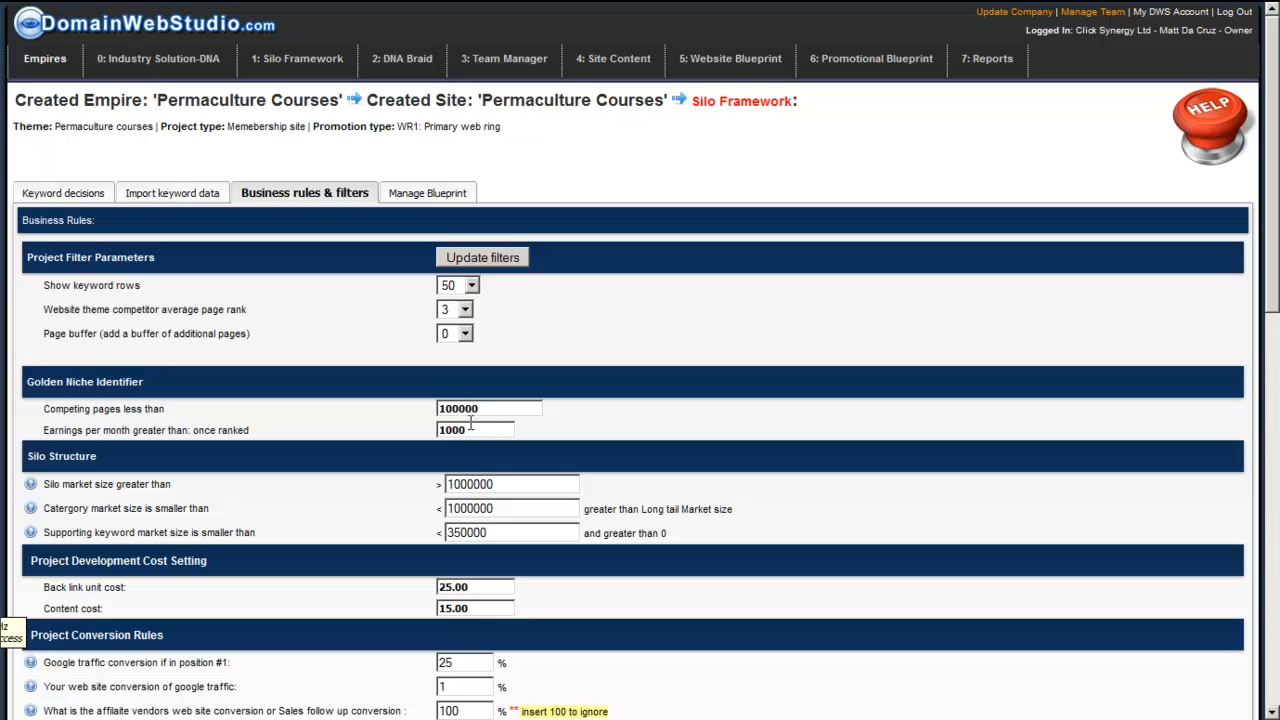 DomainWebStudio.com
Update Company | Manage Team | My DWS Account | Log Out
Logged In: Click Synergy Ltd - Matt Da Cruz - Owner
Empires 0: Industry Solution-DNA 1: Silo Framework 2: DNA Braid 3: Team Manager 4: Site Content 5: Website Blueprint 6: Promotional Blueprint 7: Reports
Created Empire: 'Permaculture Courses' Created Site: 'Permaculture Courses' Silo Framework:
HELP
Theme: Permaculture courses | Project type: Memebership site | Promotion type: WR1: Primary web ring
Keyword decisions Import keyword data Business rules & filters Manage Blueprint
Business Rules:
Project Filter Parameters Update filters
Show keyword rows 50
Website theme competitor average page rank 3
Page buffer (add a buffer of additional pages) 0
Golden Niche Identifier
Competing pages less than 100000
Earnings per month greater than: once ranked 1000
Silo Structure
Silo market size greater than > 1000000
Catergory market size is smaller than < 1000000 greater than Long tail Market size
Supporting keyword market size is smaller than < 350000 and greater than 0
Project Development Cost Setting
Back link unit cost: 25.00
Content cost: 15.00
Hz
ccess
Project Conversion Rules
Google traffic conversion if in position #1: 25 %
Your web site conversion of google traffic: 1 %
What is the affilaite vendors web site conversion or Sales follow up conversion : 100 % ** insert 100 to ignore